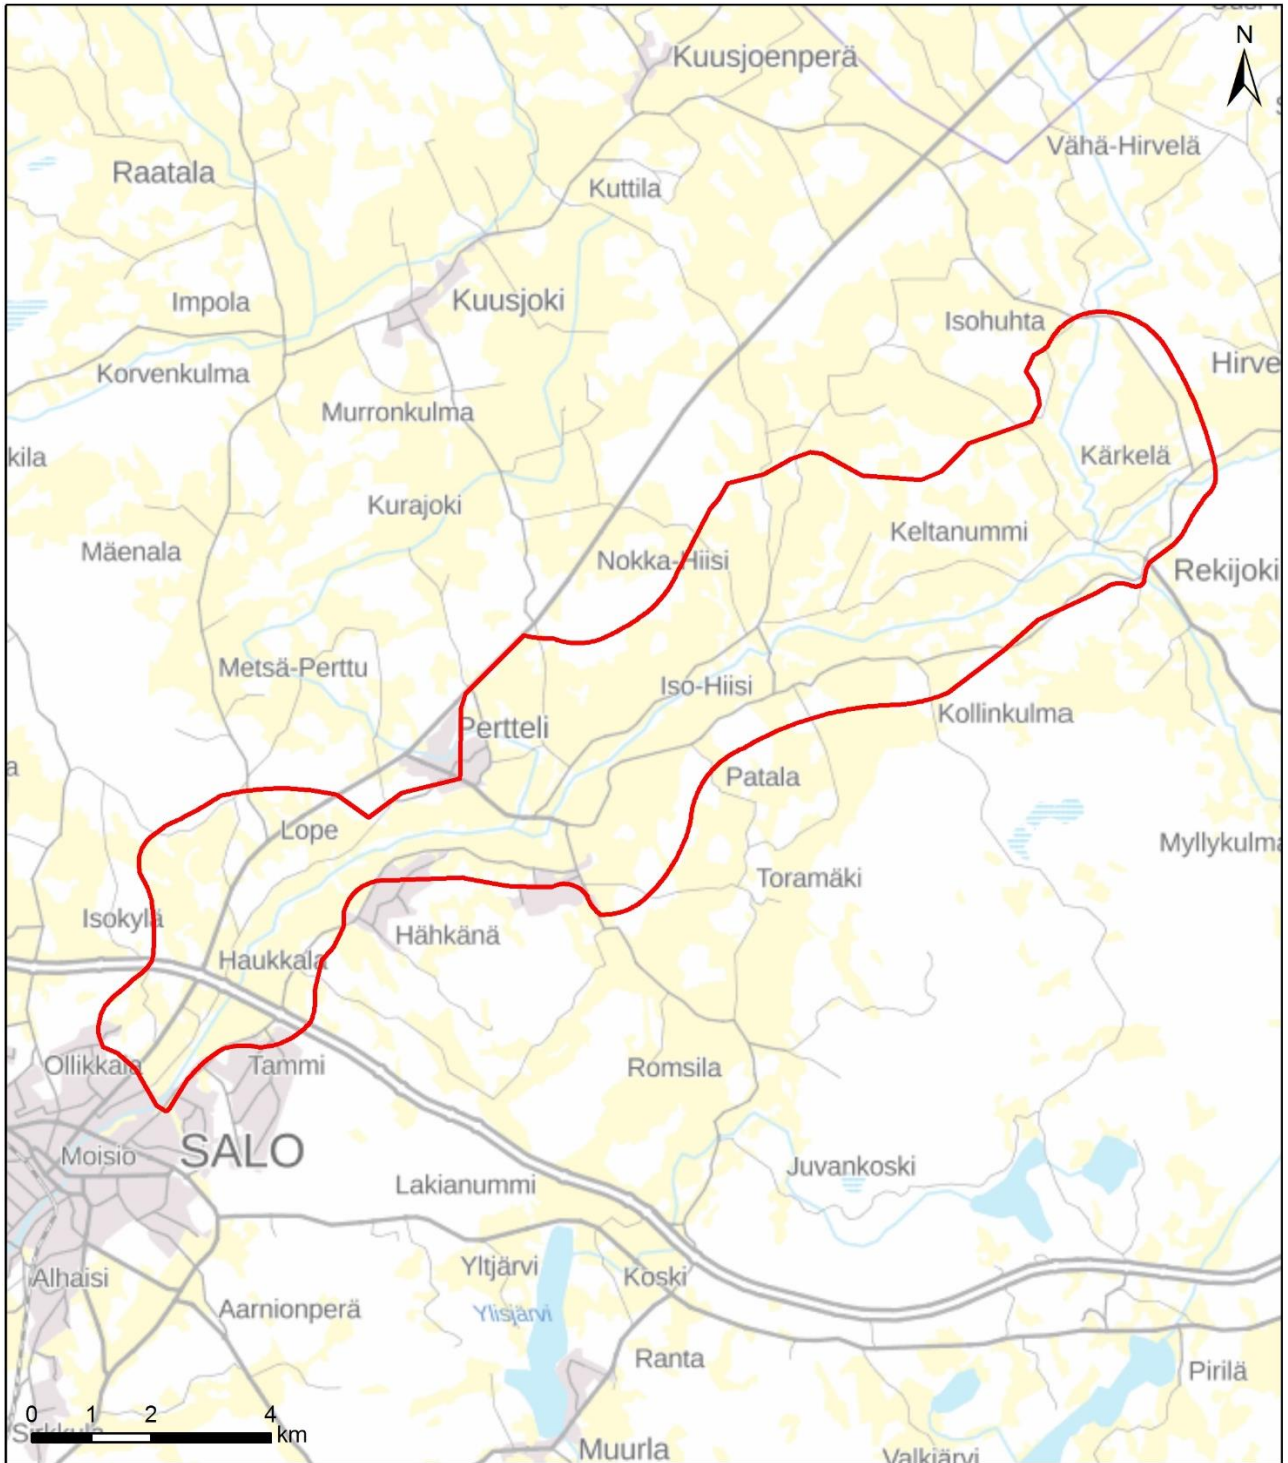 N
Kuusjoenperä
Vähä-Hirvelä
Raatala
Kuttila
Impola
Kuusjoki
Isohuhta
Hirve
Korvenkulma
Murronkulma
kila
Kärkelä
Kurajoki
Keltanummi
Mäenala
Nokka-Hiisi
Rekijoki
Metsä-Perttu
Iso-Hiisi
Kollinkulma
Pertteli
a
Patala
Lope
Myllykulma
Toramäki
Isokylä
Hähkänä
Haukkala
Ollikkala
Tammi
Romsila
SALO
Moisio
Juvankoski
Lakianummi
Yltjärvi
Koski
Alhaisi
Aarnionperä
Ylisjärvi
Ranta
Pirilä
0 1 2 4
km
Sirkkula
Muurla
Valkjärvi